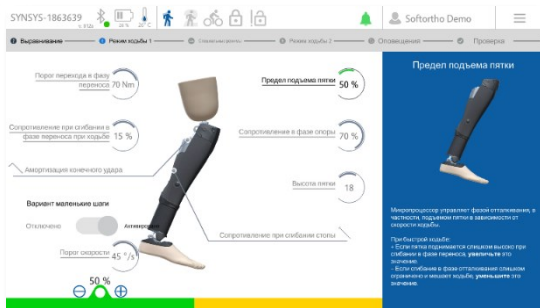 SYNSYS-1863639
Softortho Demo
Выравнивание
Режим ходьбы 1
Режим ходьбы 2
Оповещения
Проверка
Порог перехода в фазу
переноса
70 Nm
Предел подъема пятки
50 %
Сопротивление при сгибании в
фазе переноса при ходьбе
15 %
Сопротивление в фазе опоры
70 %
Амортизация конечного удара
Высота пятки
18
Вариант маленькие шаги
Отключено
Сопротивление при сгибании стопы
Порог скорости
45 °/s
50 %
Предел подъема пятки
Микропроцессор управляет фазой отталкивания, в
частности, подъемом пятки в зависимости от
скорости ходьбы.
При быстрой ходьбе:
- Если пятка поднимается слишком высоко при
сгибании в фазе переноса, увеличьте это
значение.
- Если сгибание в фазе отталкивания слишком
ограничено и мешают ходьбе, уменьшите это
значение.